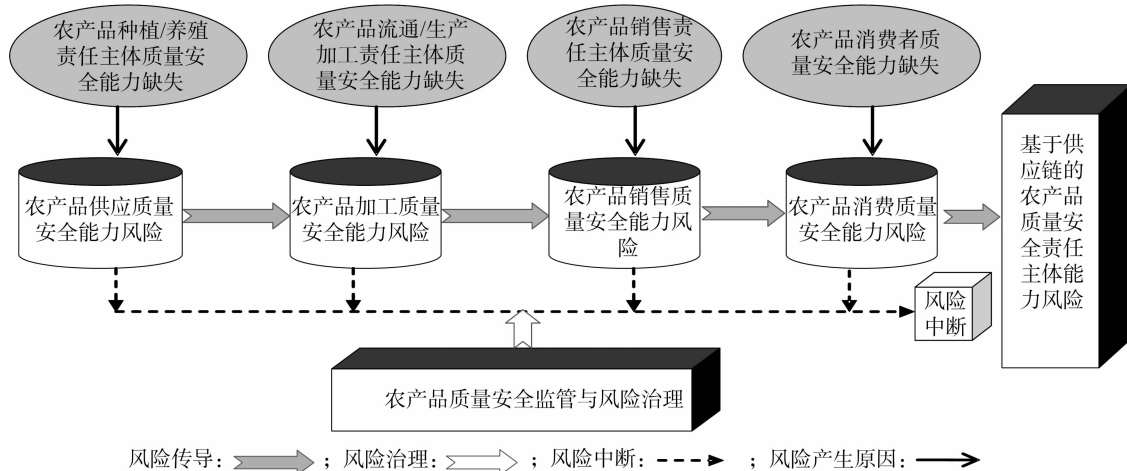 农产品种植/养殖
责任主体质量安
全能力缺失
农产品流通/生产
加工责任主体质
量安全能力缺失
农产品销售责
任主体质量安
全能力缺失
农产品消费者质
量安全能力缺失
农产品供应质量
安全能力风险
农产品加工质量
安全能力风险
农产品销售质
量安全能力风
险
农产品消费质量
安全能力风险
基于供
应链的
农产品
质量安
全责任
主体能
力风险
风险
中断
农产品质量安全监管与风险治理
风险传导： ；风险治理： ；风险中断： ；风险产生原因：